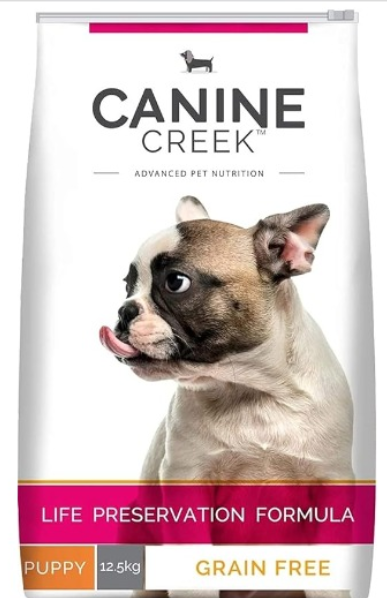 CANINE
CREEK™
ADVANCED PET NUTRITION
LIFE PRESERVATION FORMULA
PUPPY 12.5kg GRAIN FREE